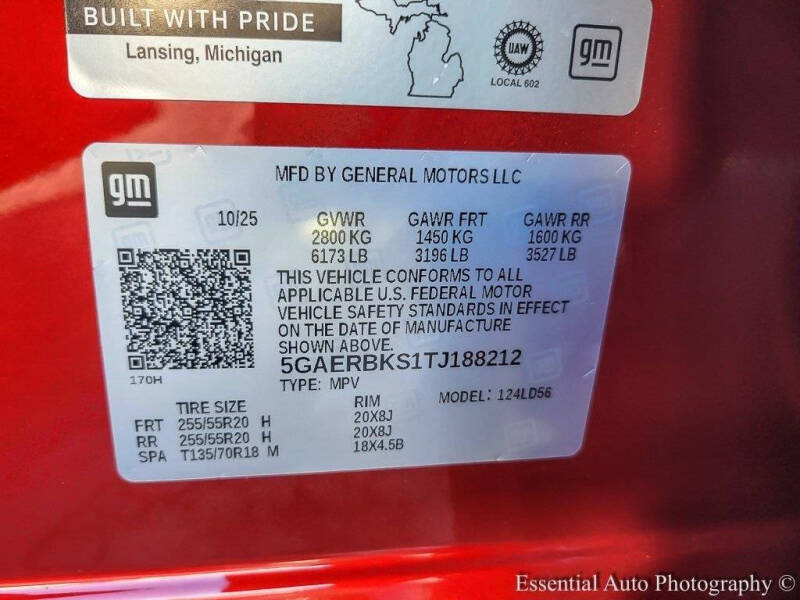 BUILT WITH PRIDE
Lansing, Michigan
UAW
LOCAL 602
gm
gm
MFD BY GENERAL MOTORS LLC
10/25 GVWR GAWR FRT GAWR RR
2800 KG 1450 KG 1600 KG
6173 LB 3196 LB 3527 LB
THIS VEHICLE CONFORMS TO ALL
APPLICABLE U.S. FEDERAL MOTOR
VEHICLE SAFETY STANDARDS IN EFFECT
ON THE DATE OF MANUFACTURE
SHOWN ABOVE.
170H
5GAERBKS1TJ188212
TYPE: MPV MODEL: 124LD56
TIRE SIZE RIM
FRT 255/55R20 H 20X8J
RR 255/55R20 H 20X8J
SPA T135/70R18 M 18X4.5B
Essential Auto Photography ©